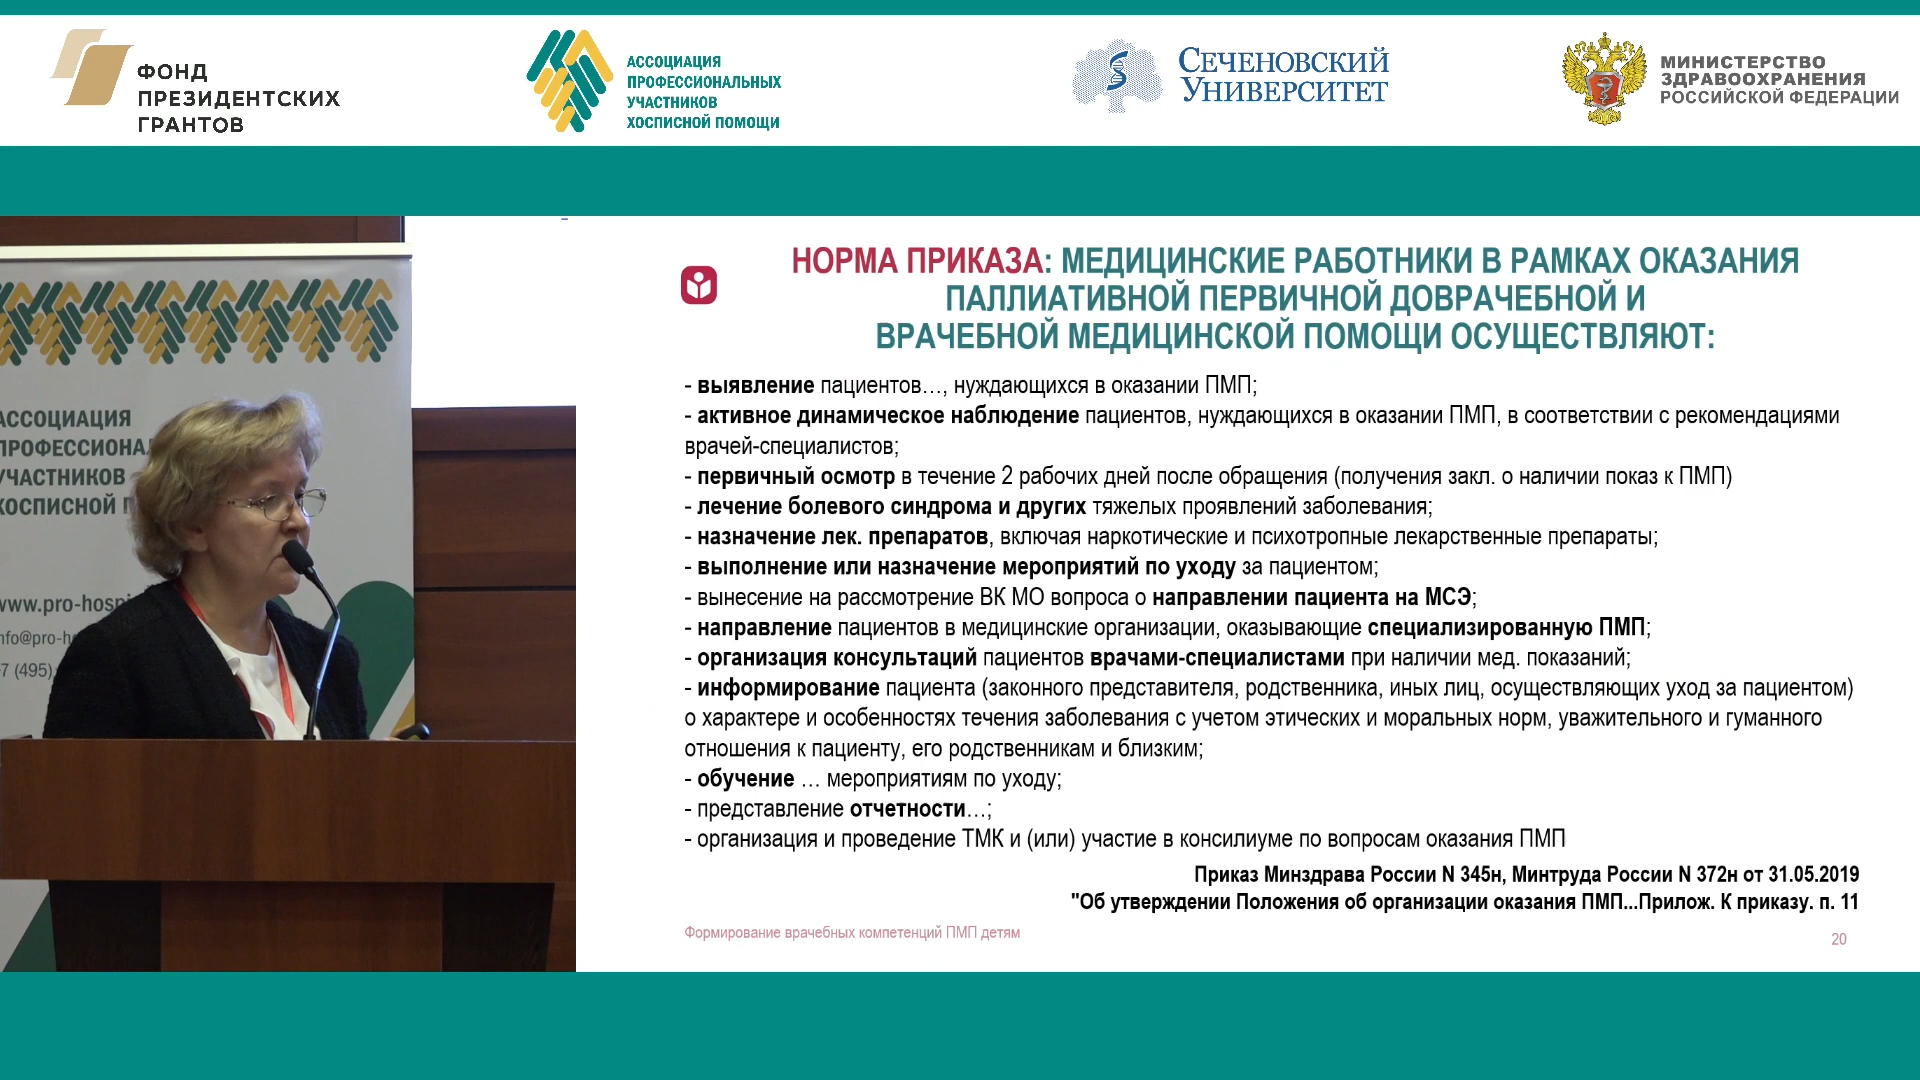 ФОНД
ПРЕЗИДЕНТСКИХ
ГРАНТОВ
АССОЦИАЦИЯ
ПРОФЕССИОНАЛЬНЫХ
УЧАСТНИКОВ
ХОСПИСНОЙ ПОМОЩИ
СЕЧЕНОВСКИЙ
УНИВЕРСИТЕТ
МИНИСТЕРСТВО
ЗДРАВООХРАНЕНИЯ
РОССИЙСКОЙ ФЕДЕРАЦИИ
АССОЦИАЦИЯ
ПРОФЕССИОНА
УЧАСТНИКОВ
ХОСПИСНОЙ П
www.pro-hospi
info@pro-ho
+7 (495)
НОРМА ПРИКАЗА: МЕДИЦИНСКИЕ РАБОТНИКИ В РАМКАХ ОКАЗАНИЯ
ПАЛЛИАТИВНОЙ ПЕРВИЧНОЙ ДОВРАЧЕБНОЙ И
ВРАЧЕБНОЙ МЕДИЦИНСКОЙ ПОМОЩИ ОСУЩЕСТВЛЯЮТ:
- выявление пациентов…, нуждающихся в оказании ПМП;
- активное динамическое наблюдение пациентов, нуждающихся в оказании ПМП, в соответствии с рекомендациями
врачей-специалистов;
- первичный осмотр в течение 2 рабочих дней после обращения (получения закл. о наличии показ к ПМП)
- лечение болевого синдрома и других тяжелых проявлений заболевания;
- назначение лек. препаратов, включая наркотические и психотропные лекарственные препараты;
- выполнение или назначение мероприятий по уходу за пациентом;
- вынесение на рассмотрение ВК МО вопроса о направлении пациента на МСЭ;
- направление пациентов в медицинские организации, оказывающие специализированную ПМП;
- организация консультаций пациентов врачами-специалистами при наличии мед. показаний;
- информирование пациента (законного представителя, родственника, иных лиц, осуществляющих уход за пациентом)
о характере и особенностях течения заболевания с учетом этических и моральных норм, уважительного и гуманного
отношения к пациенту, его родственникам и близким;
- обучение … мероприятиям по уходу;
- представление отчетности…;
- организация и проведение ТМК и (или) участие в консилиуме по вопросам оказания ПМП
Приказ Минздрава России N 345н, Минтруда России N 372н от 31.05.2019
"Об утверждении Положения об организации оказания ПМП...Прилож. К приказу. п. 11
Формирование врачебных компетенций ПМП детям
20